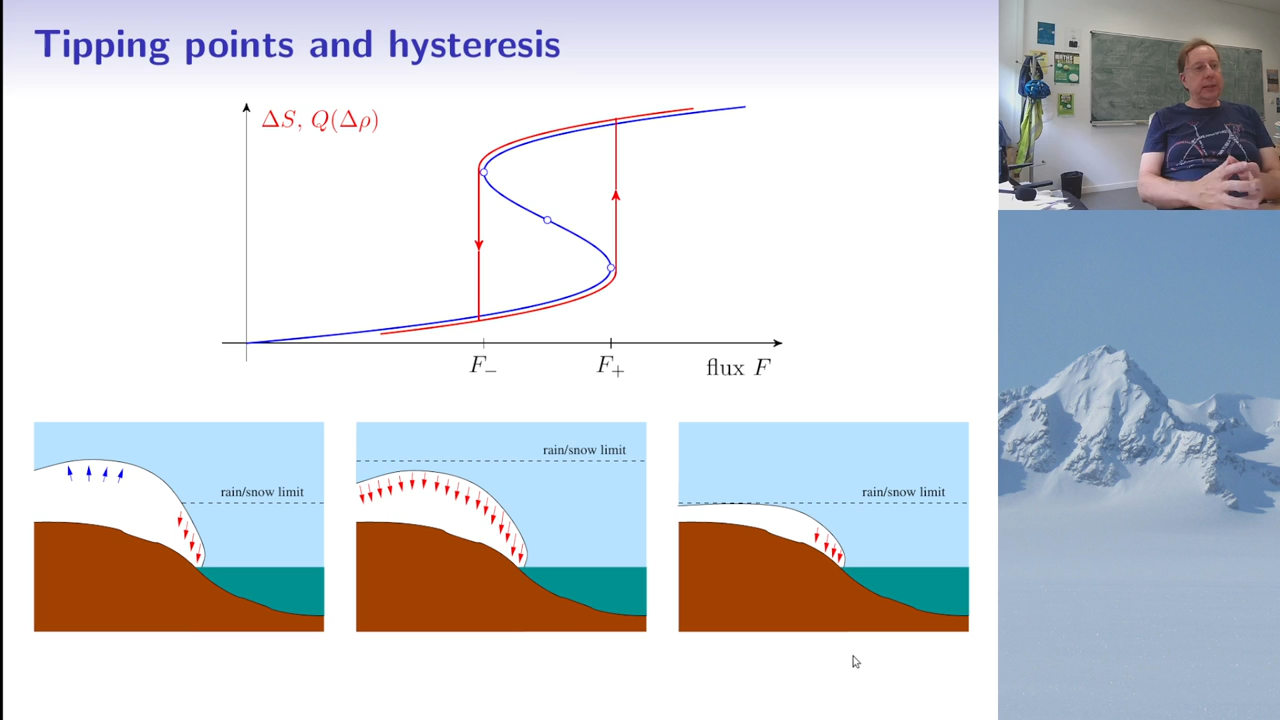 Tipping points and hysteresis
ΔS, Q(Δρ)
F₋
F₊
flux F
rain/snow limit
rain/snow limit
rain/snow limit